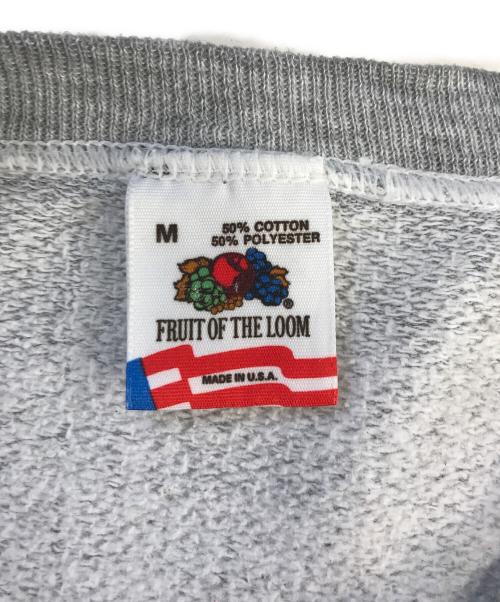 M
50% COTTON
50% POLYESTER
®
FRUIT OF THE LOOM
MADE IN U.S.A.